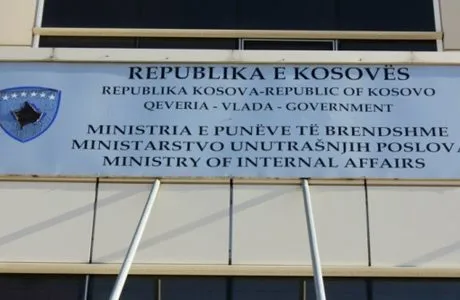 REPUBLIKA E KOSOVËS
REPUBLIKA KOSOVA-REPUBLIC OF KOSOVO
QEVERIA - VLADA - GOVERNMENT
MINISTRIA E PUNËVE TË BRENDSHME
MINISTARSTVO UNUTRAŠNJIH POSLOVA
MINISTRY OF INTERNAL AFFAIRS